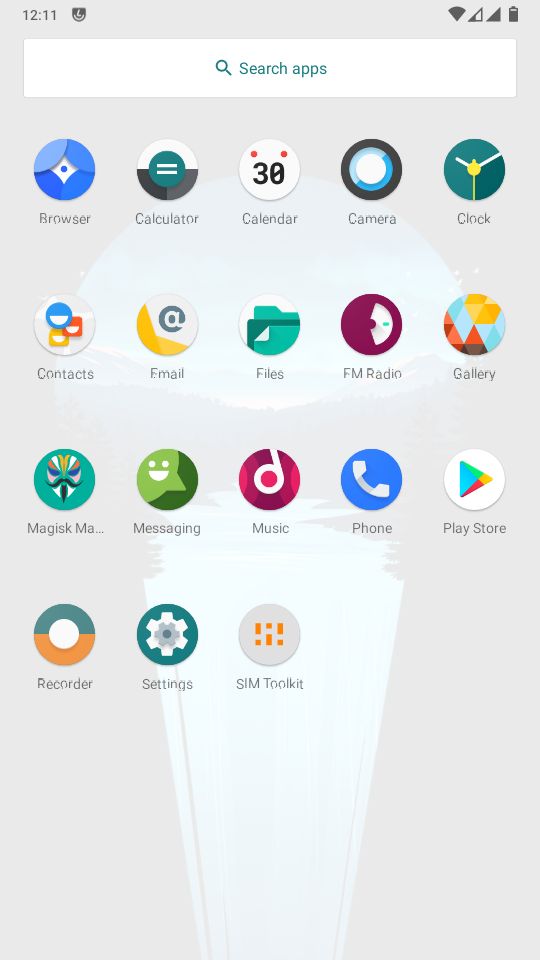 12:11
Search apps
Browser Calculator Calendar Camera Clock
30
Contacts Email Files FM Radio Gallery
@
Magisk Ma... Messaging Music Phone Play Store
Recorder Settings SIM Toolkit